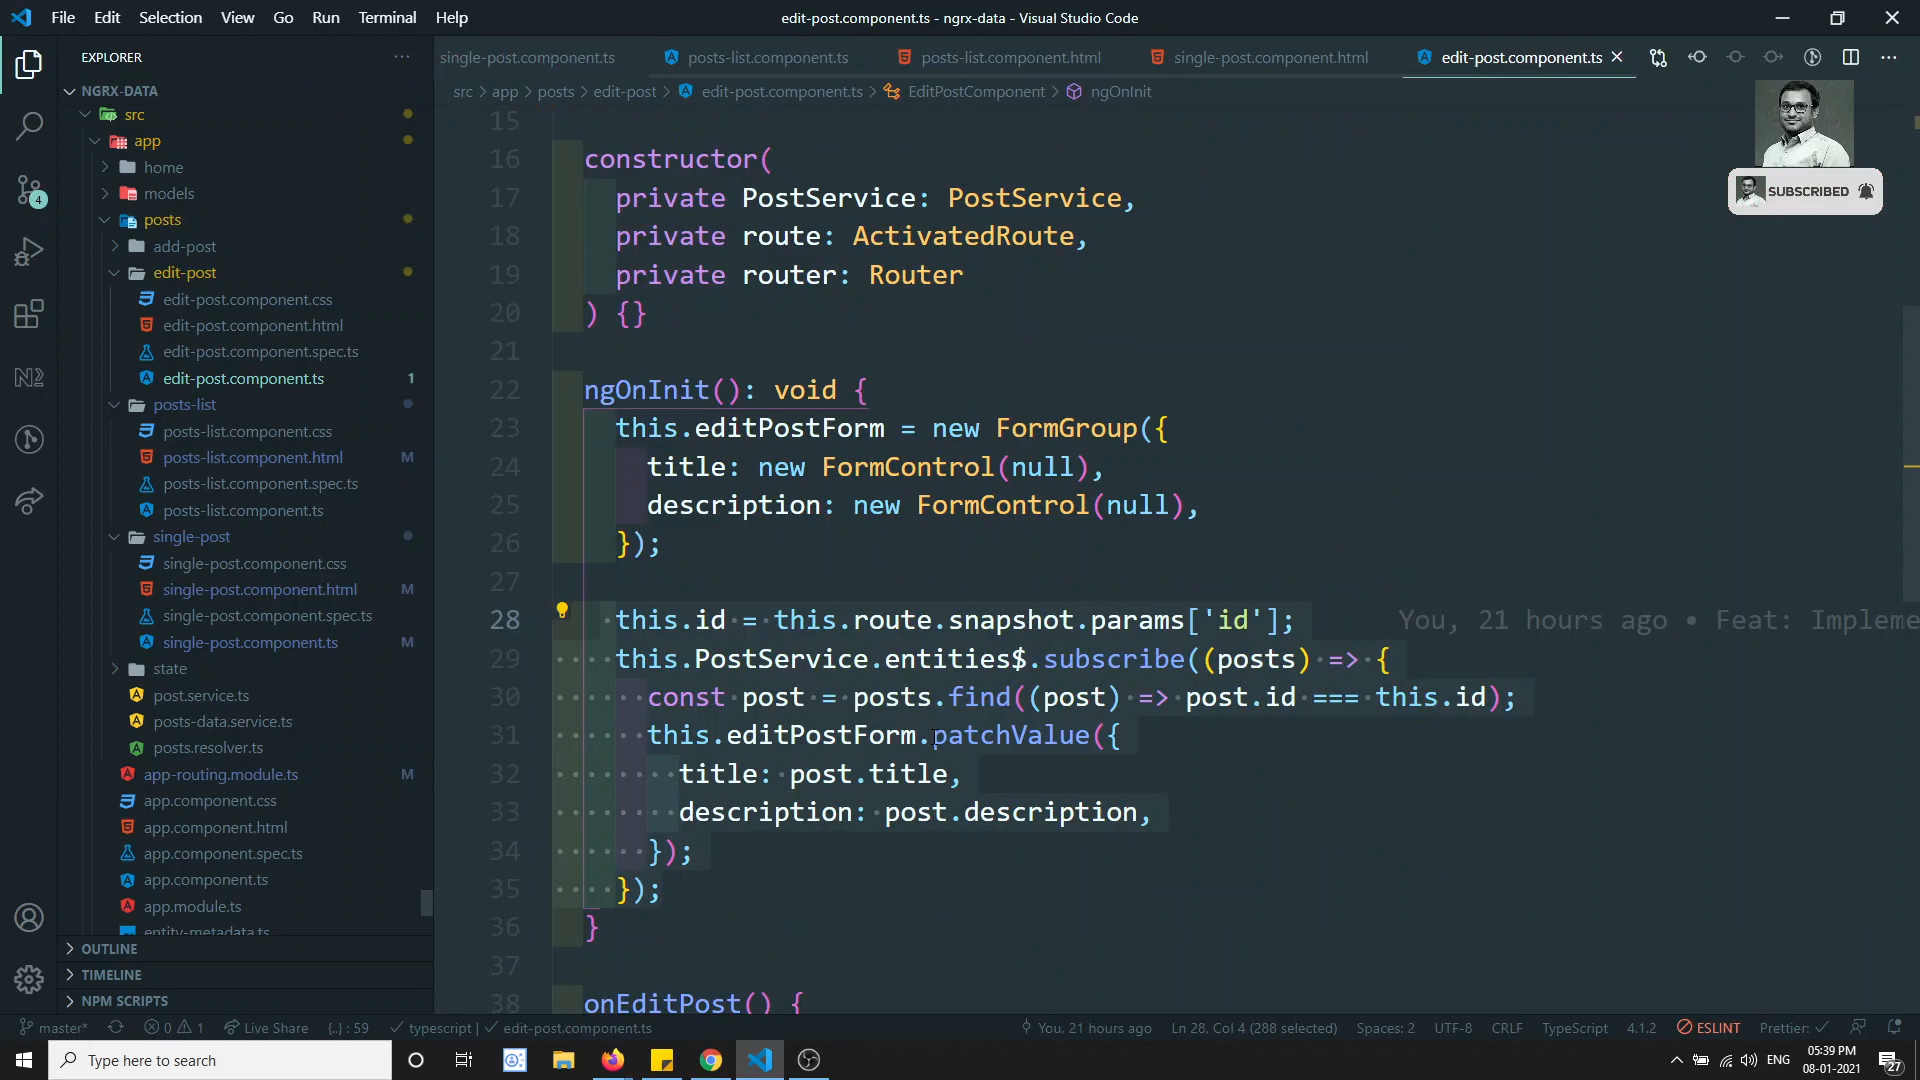 File Edit Selection View Go Run Terminal Help
edit-post.component.ts - ngrx-data - Visual Studio Code
EXPLORER
single-post.component.ts posts-list.component.ts posts-list.component.html single-post.component.html edit-post.component.ts
NGRX-DATA
src > app > posts > edit-post > edit-post.component.ts > EditPostComponent > ngOnInit
src
app
home
models
posts
add-post
edit-post
edit-post.component.css
edit-post.component.html
edit-post.component.spec.ts
edit-post.component.ts 1
posts-list
posts-list.component.css
posts-list.component.html M
posts-list.component.spec.ts
posts-list.component.ts
single-post
single-post.component.css
single-post.component.html M
single-post.component.spec.ts
single-post.component.ts M
state
post.service.ts
posts-data.service.ts
posts.resolver.ts
app-routing.module.ts M
app.component.css
app.component.html
app.component.spec.ts
app.component.ts
app.module.ts
entity-metadata.ts
OUTLINE
TIMELINE
NPM SCRIPTS
4
15
16 constructor(
17 private PostService: PostService,
18 private route: ActivatedRoute,
19 private router: Router
20 ) {}
21
22 ngOnInit(): void {
23 this.editPostForm = new FormGroup({
24 title: new FormControl(null),
25 description: new FormControl(null),
26 });
27
28 this.id = this.route.snapshot.params['id']; You, 21 hours ago • Feat: Impleme
29 this.PostService.entities$.subscribe((posts) => {
30 const post = posts.find((post) => post.id === this.id);
31 this.editPostForm.patchValue({
32 title: post.title,
33 description: post.description,
34 });
35 });
36 }
37
38 onEditPost() {
SUBSCRIBED
master* 0 1 Live Share {..} : 59 typescript | edit-post.component.ts You, 21 hours ago Ln 28, Col 4 (288 selected) Spaces: 2 UTF-8 CRLF TypeScript 4.1.2 ESLINT Prettier: ✓
Type here to search
ENG
05:39 PM
08-01-2021
27